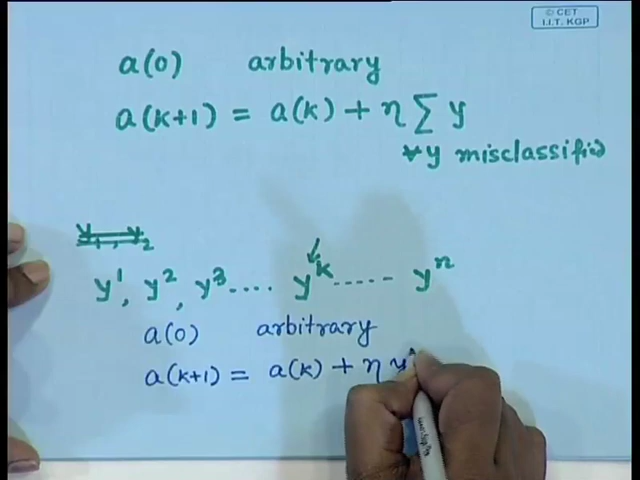 © CET
I.I.T. KGP
a(0) arbitrary
a(k+1) = a(k) + η ∑ y
∀y misclassified
y¹, y², y³.... yᵏ..... yⁿ
a(0) arbitrary
a(k+1) = a(k) + η y